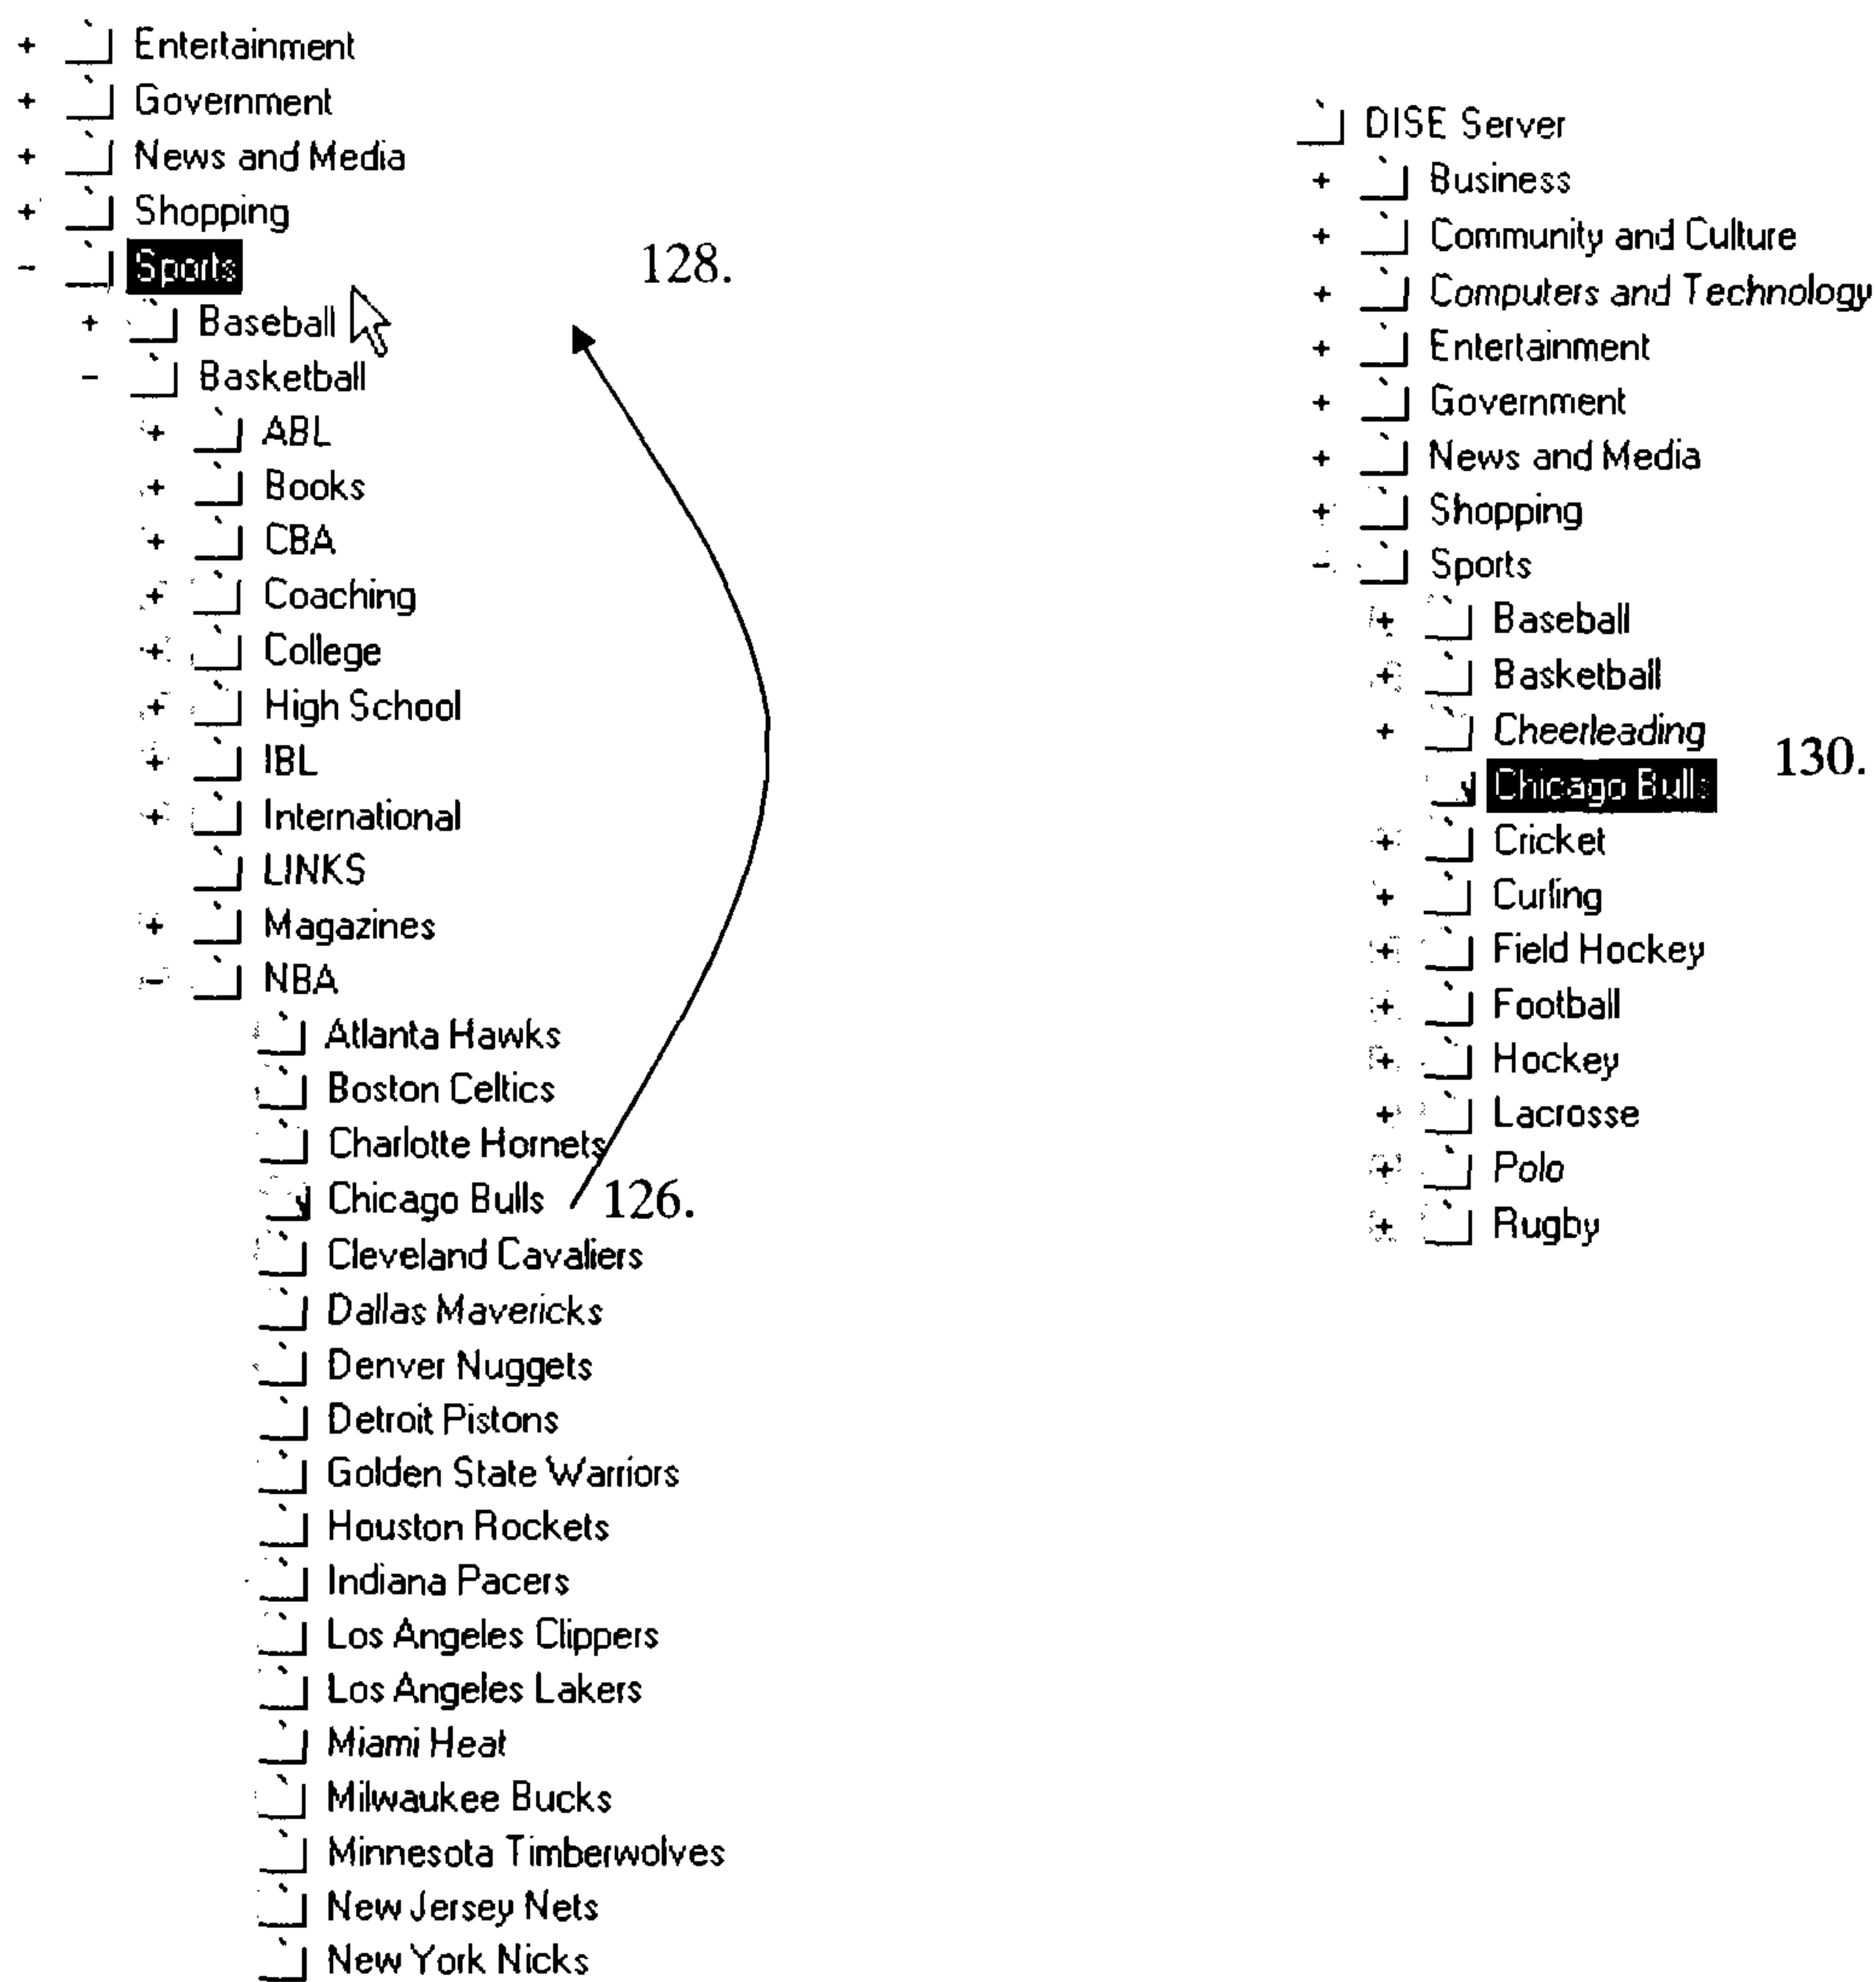 + Entertainment
+ Government
+ News and Media
+ Shopping
- Sports
128.
+ Baseball
- Basketball
+ ABL
+ Books
+ CBA
+ Coaching
+ College
+ High School
+ IBL
+ International
LINKS
+ Magazines
- NBA
Atlanta Hawks
Boston Celtics
Charlotte Hornets
Chicago Bulls
126.
Cleveland Cavaliers
Dallas Mavericks
Denver Nuggets
Detroit Pistons
Golden State Warriors
Houston Rockets
Indiana Pacers
Los Angeles Clippers
Los Angeles Lakers
Miami Heat
Milwaukee Bucks
Minnesota Timberwolves
New Jersey Nets
New York Nicks
DISE Server
+ Business
+ Community and Culture
+ Computers and Technology
+ Entertainment
+ Government
+ News and Media
+ Shopping
- Sports
+ Baseball
+ Basketball
+ Cheerleading
Chicago Bulls
130.
+ Cricket
+ Curling
+ Field Hockey
+ Football
+ Hockey
+ Lacrosse
+ Polo
+ Rugby